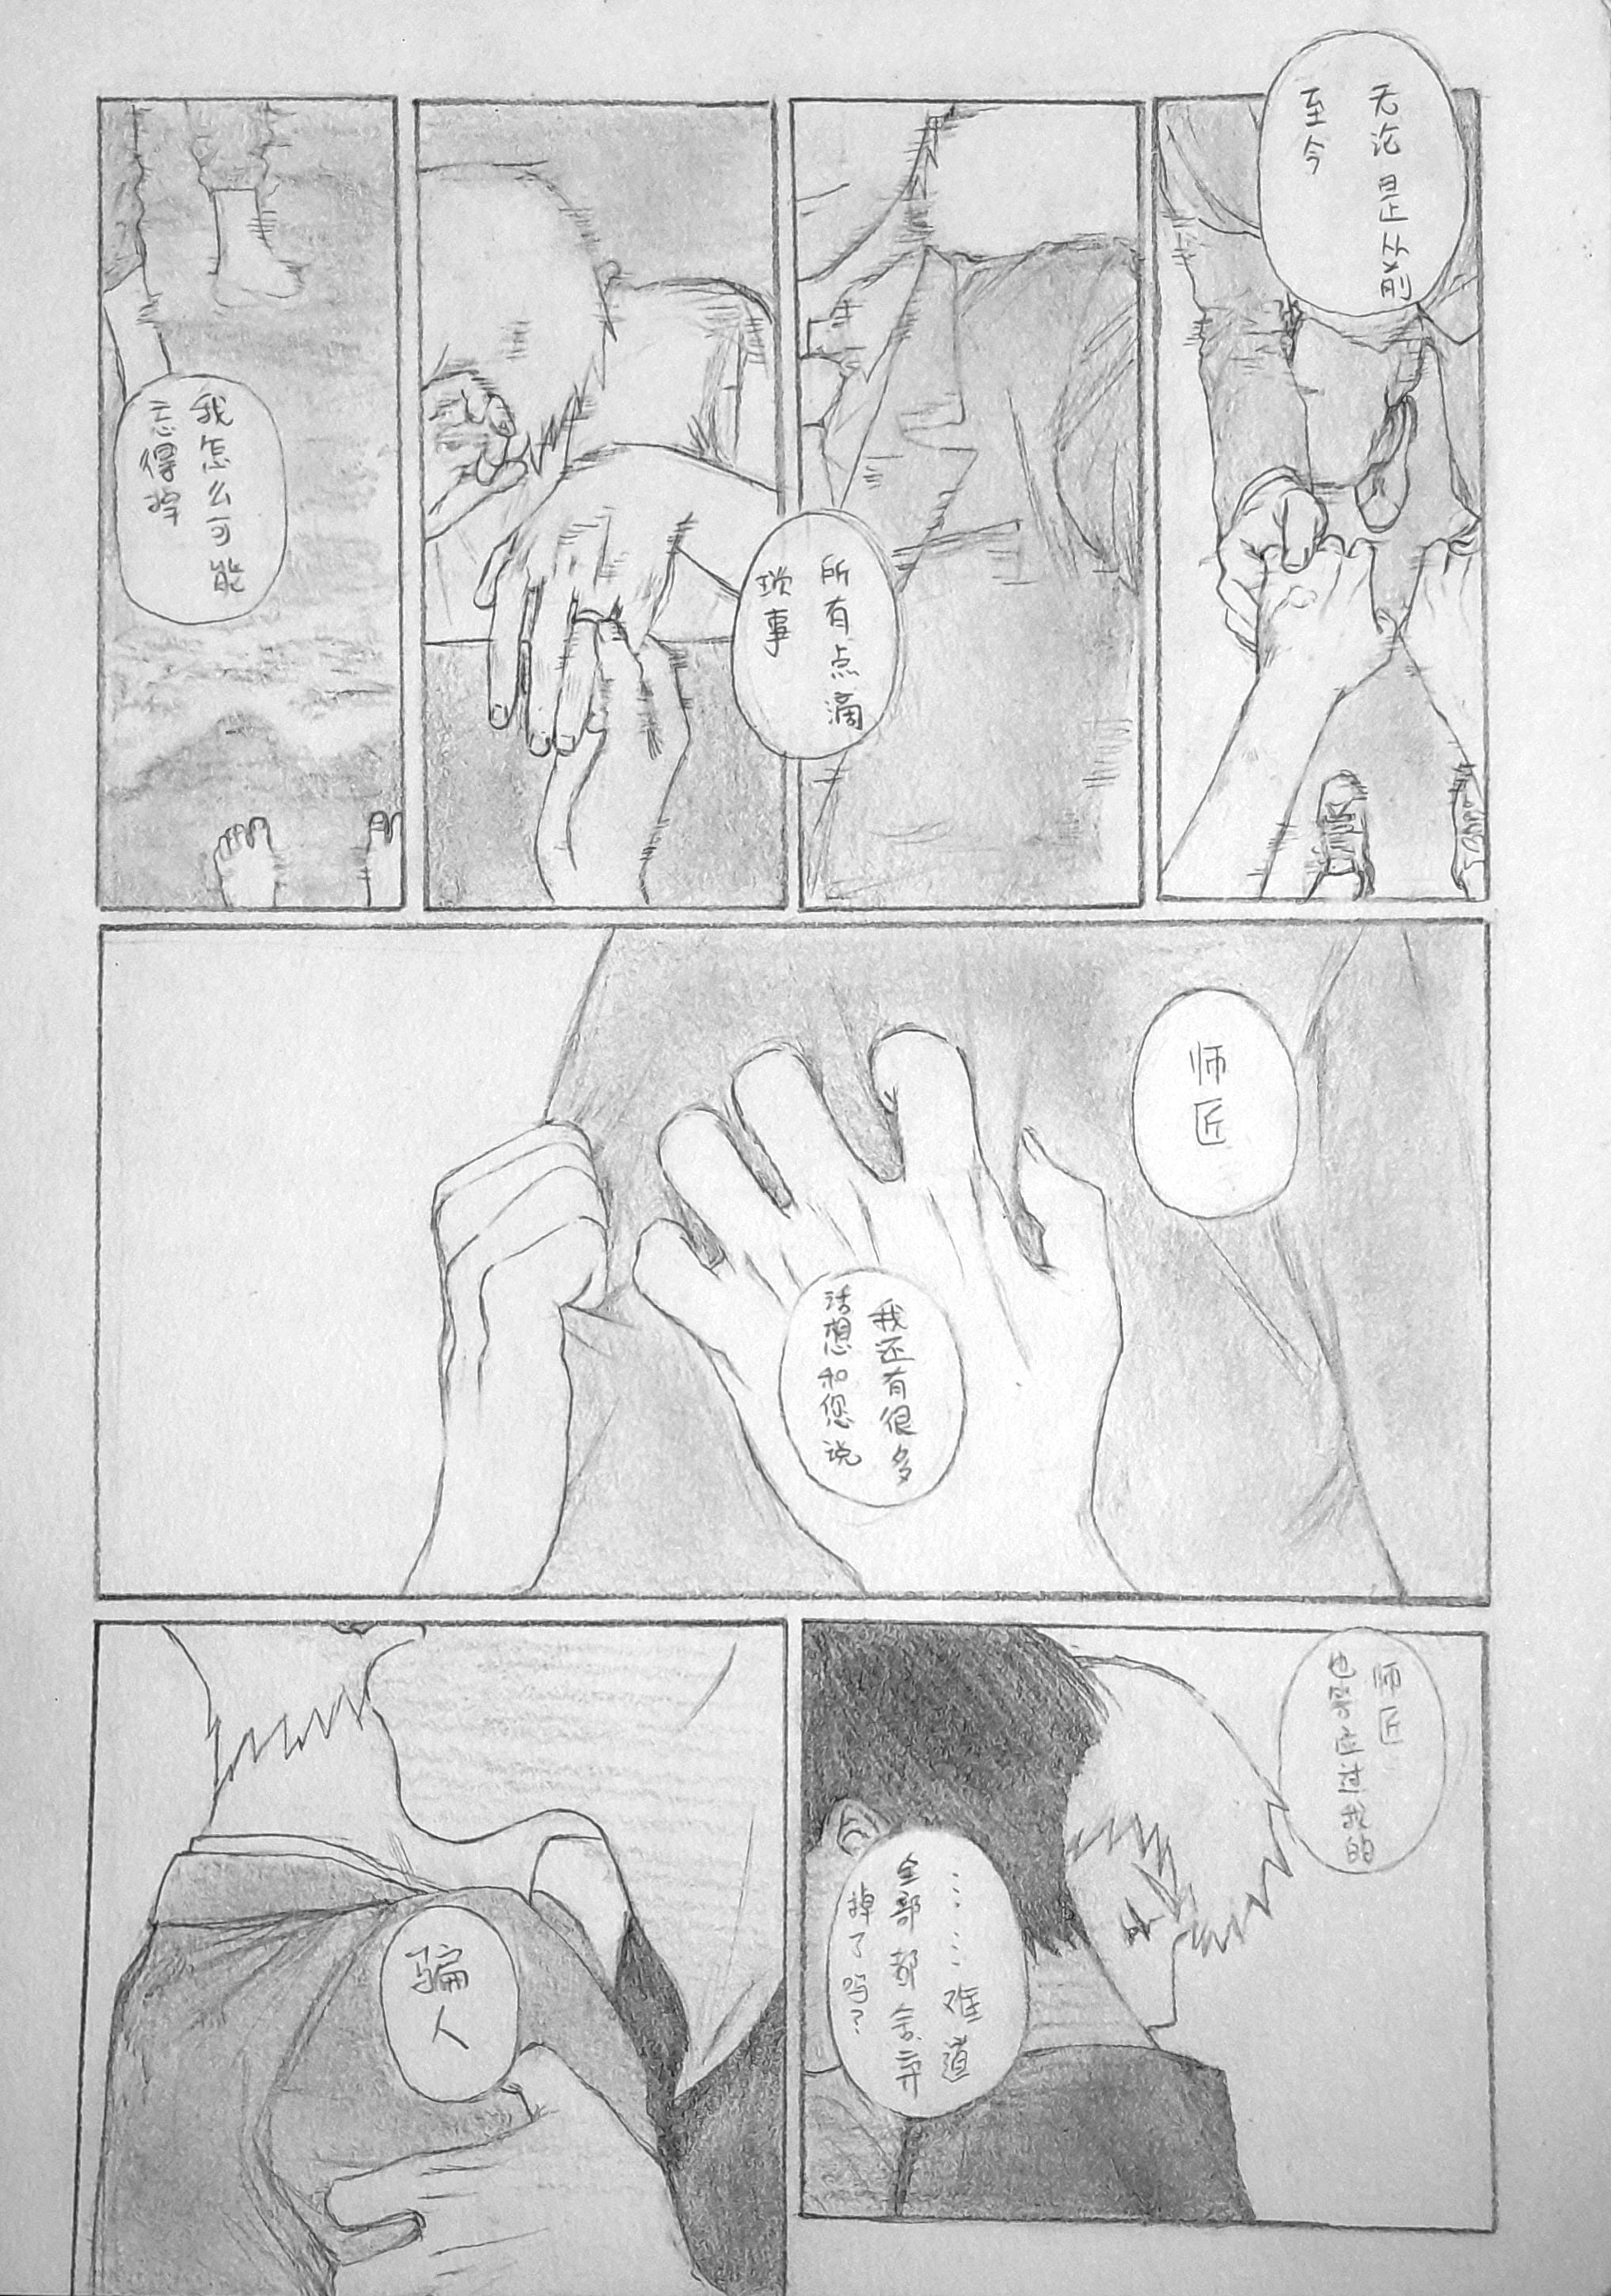 无论是从前
至今
所有点滴
琐事
我怎么可能
忘得掉
师匠
我还有很多
话想和您说
师匠
也答应过我的
……难道
全部都舍弃
掉了吗？
骗人